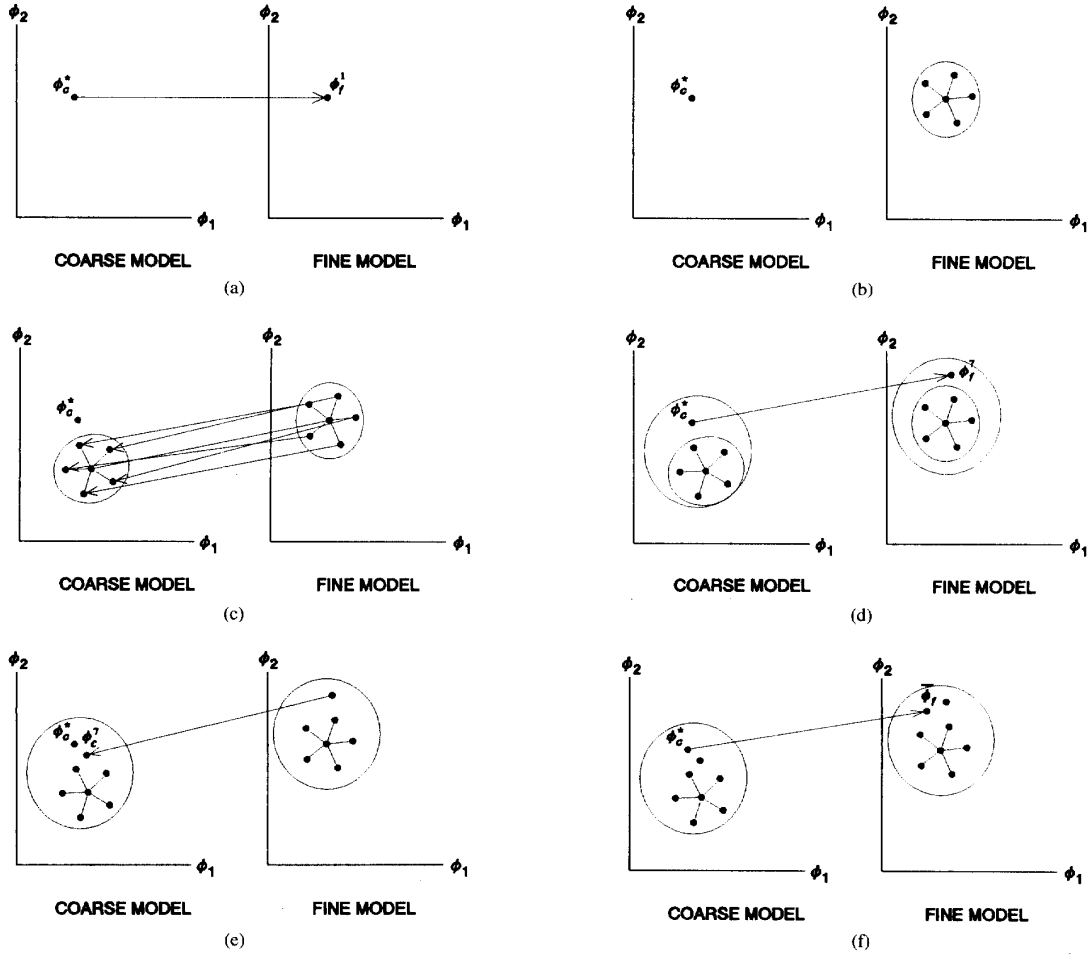 ϕ₂ ϕ₂
ϕc* ϕf¹
ϕ₁ ϕ₁
COARSE MODEL FINE MODEL
(a)
ϕ₂ ϕ₂
ϕc*
ϕ₁ ϕ₁
COARSE MODEL FINE MODEL
(b)
ϕ₂ ϕ₂
ϕc*
ϕ₁ ϕ₁
COARSE MODEL FINE MODEL
(c)
ϕ₂ ϕ₂
ϕc* ϕf⁷
ϕ₁ ϕ₁
COARSE MODEL FINE MODEL
(d)
ϕ₂ ϕ₂
ϕc* ϕc⁷
ϕ₁ ϕ₁
COARSE MODEL FINE MODEL
(e)
ϕ₂ ϕ₂
ϕc* ϕ̅f
ϕ₁ ϕ₁
COARSE MODEL FINE MODEL
(f)